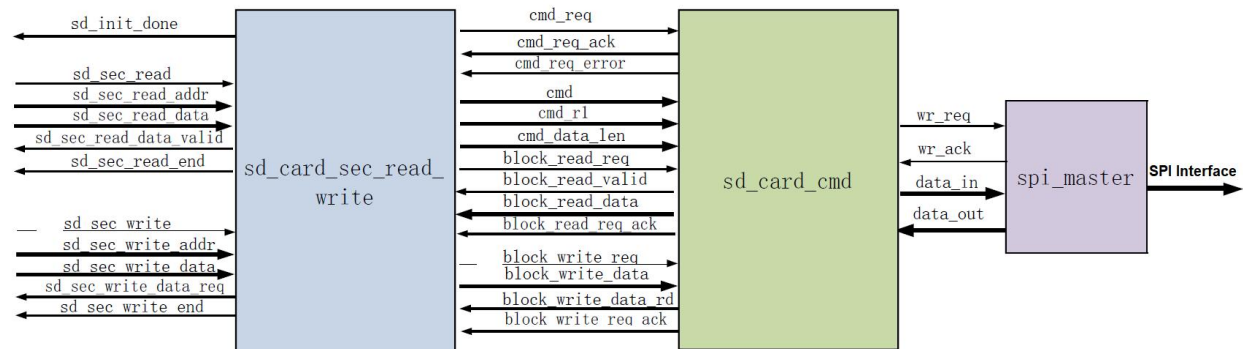 sd_init_done
sd_sec_read
sd_sec_read_addr
sd_sec_read_data
sd_sec_read_data_valid
sd_sec_read_end
sd_sec_write
sd_sec_write_addr
sd_sec_write_data
sd_sec_write_data_req
sd_sec_write_end
sd_card_sec_read_
write
cmd_req
cmd_req_ack
cmd_req_error
cmd
cmd_r1
cmd_data_len
block_read_req
block_read_valid
block_read_data
block_read_req_ack
block_write_req
block_write_data
block_write_data_rd
block_write_req_ack
sd_card_cmd
wr_req
wr_ack
data_in
data_out
spi_master
SPI Interface